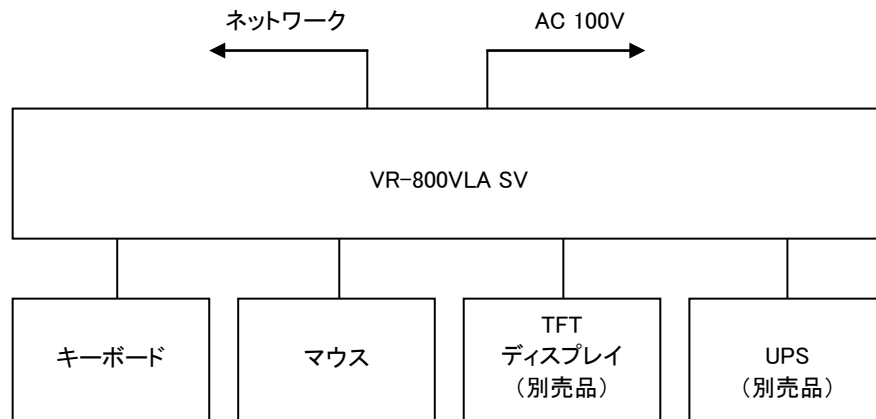 ネットワーク
AC 100V
VR-800VLA SV
キーボード
マウス
TFT
ディスプレイ
（別売品）
UPS
（別売品）